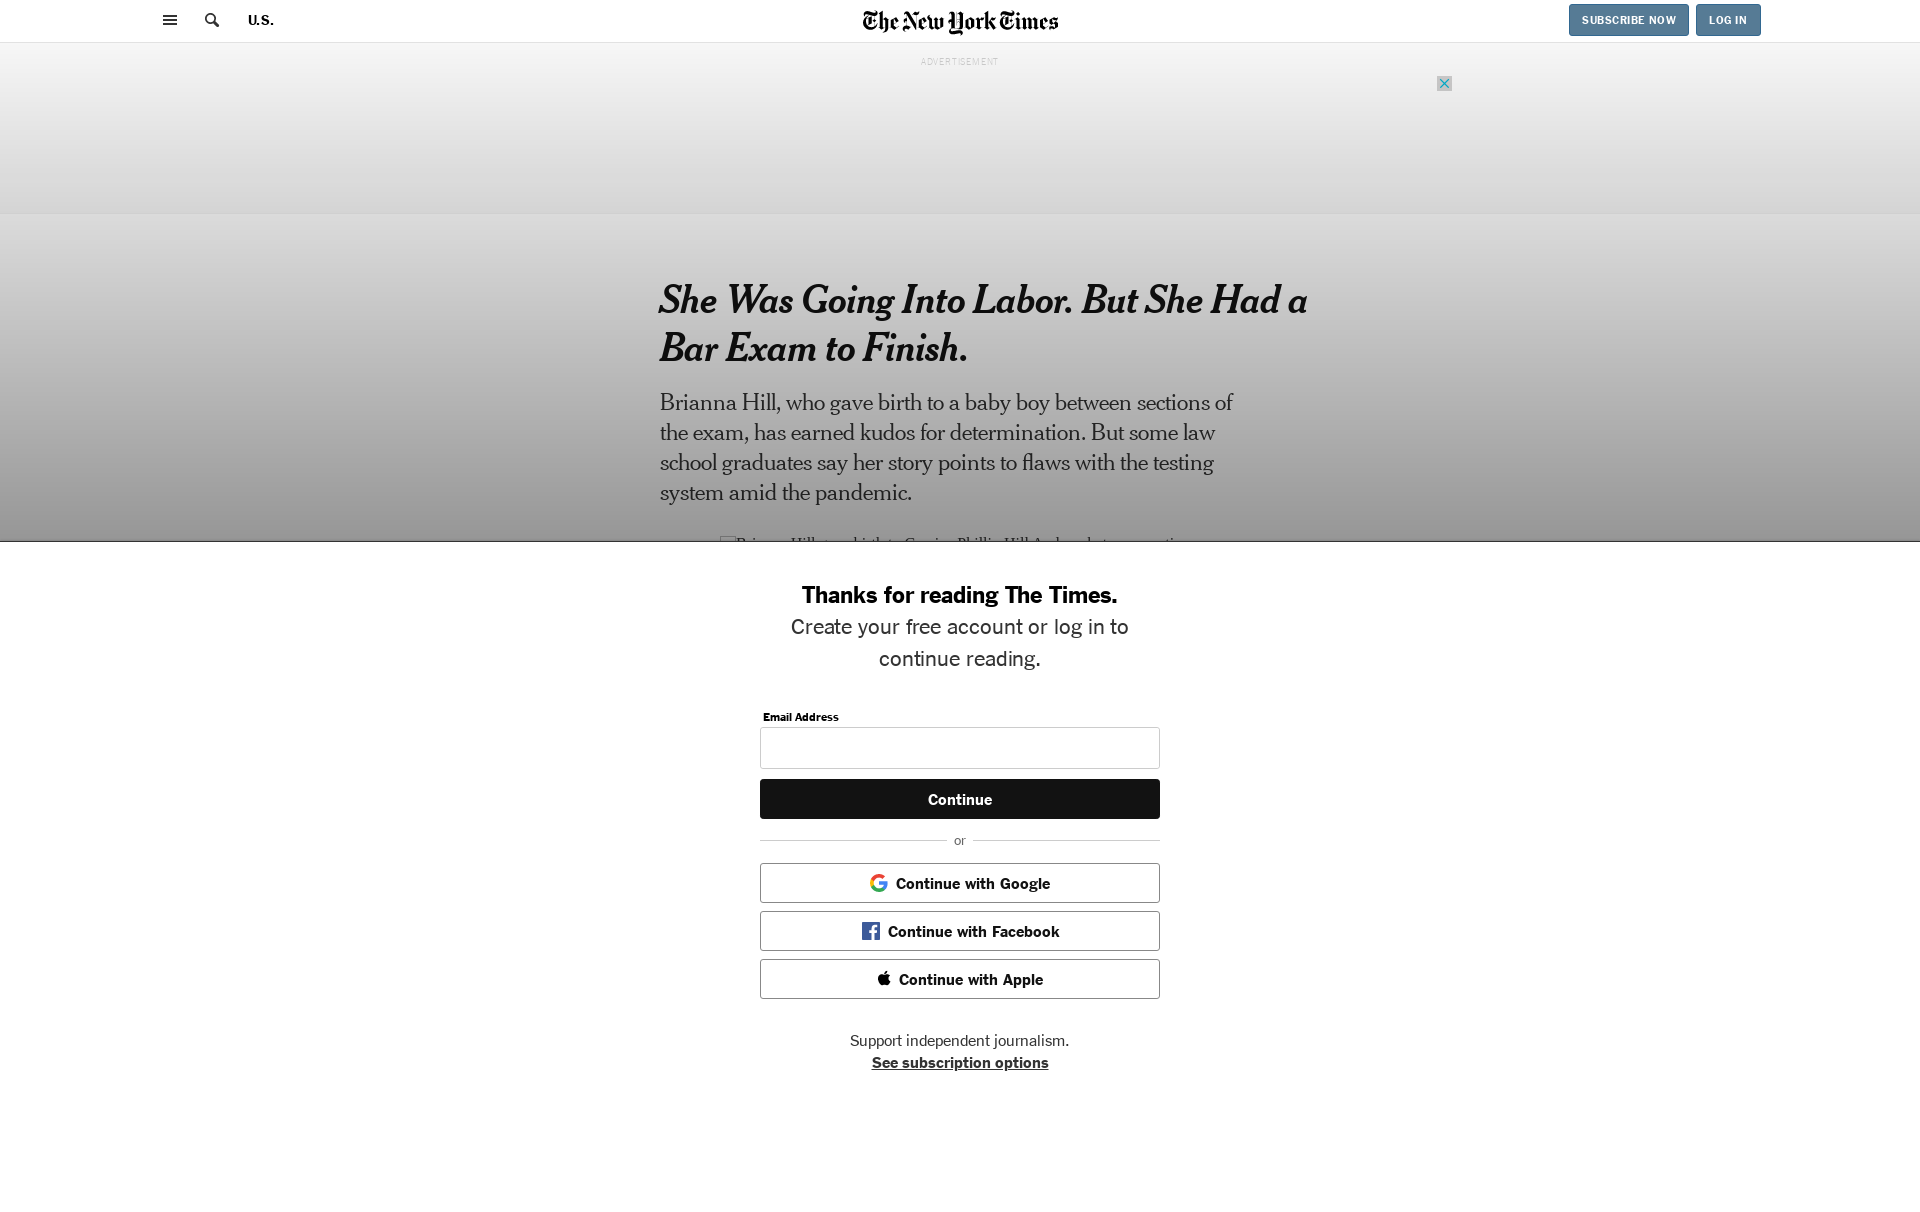 U.S.
The New York Times
SUBSCRIBE NOW
LOG IN
ADVERTISEMENT
She Was Going Into Labor. But She Had a
Bar Exam to Finish.
Brianna Hill, who gave birth to a baby boy between sections of
the exam, has earned kudos for determination. But some law
school graduates say her story points to flaws with the testing
system amid the pandemic.
Thanks for reading The Times.
Create your free account or log in to
continue reading.
Email Address
Continue
or
Continue with Google
Continue with Facebook
Continue with Apple
Support independent journalism.
See subscription options